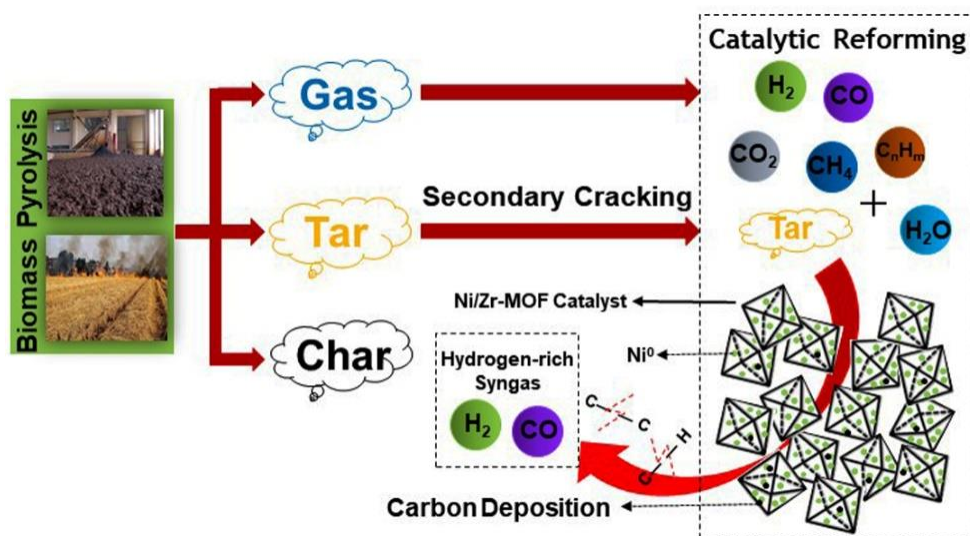 Biomass Pyrolysis
Gas
Tar
Char
Secondary Cracking
Catalytic Reforming
H₂
CO
CO₂
CH₄
CₙHₘ
+
Tar
H₂O
Ni/Zr-MOF Catalyst
Ni⁰
Hydrogen-rich
Syngas
H₂
CO
C
C
H
C
Carbon Deposition